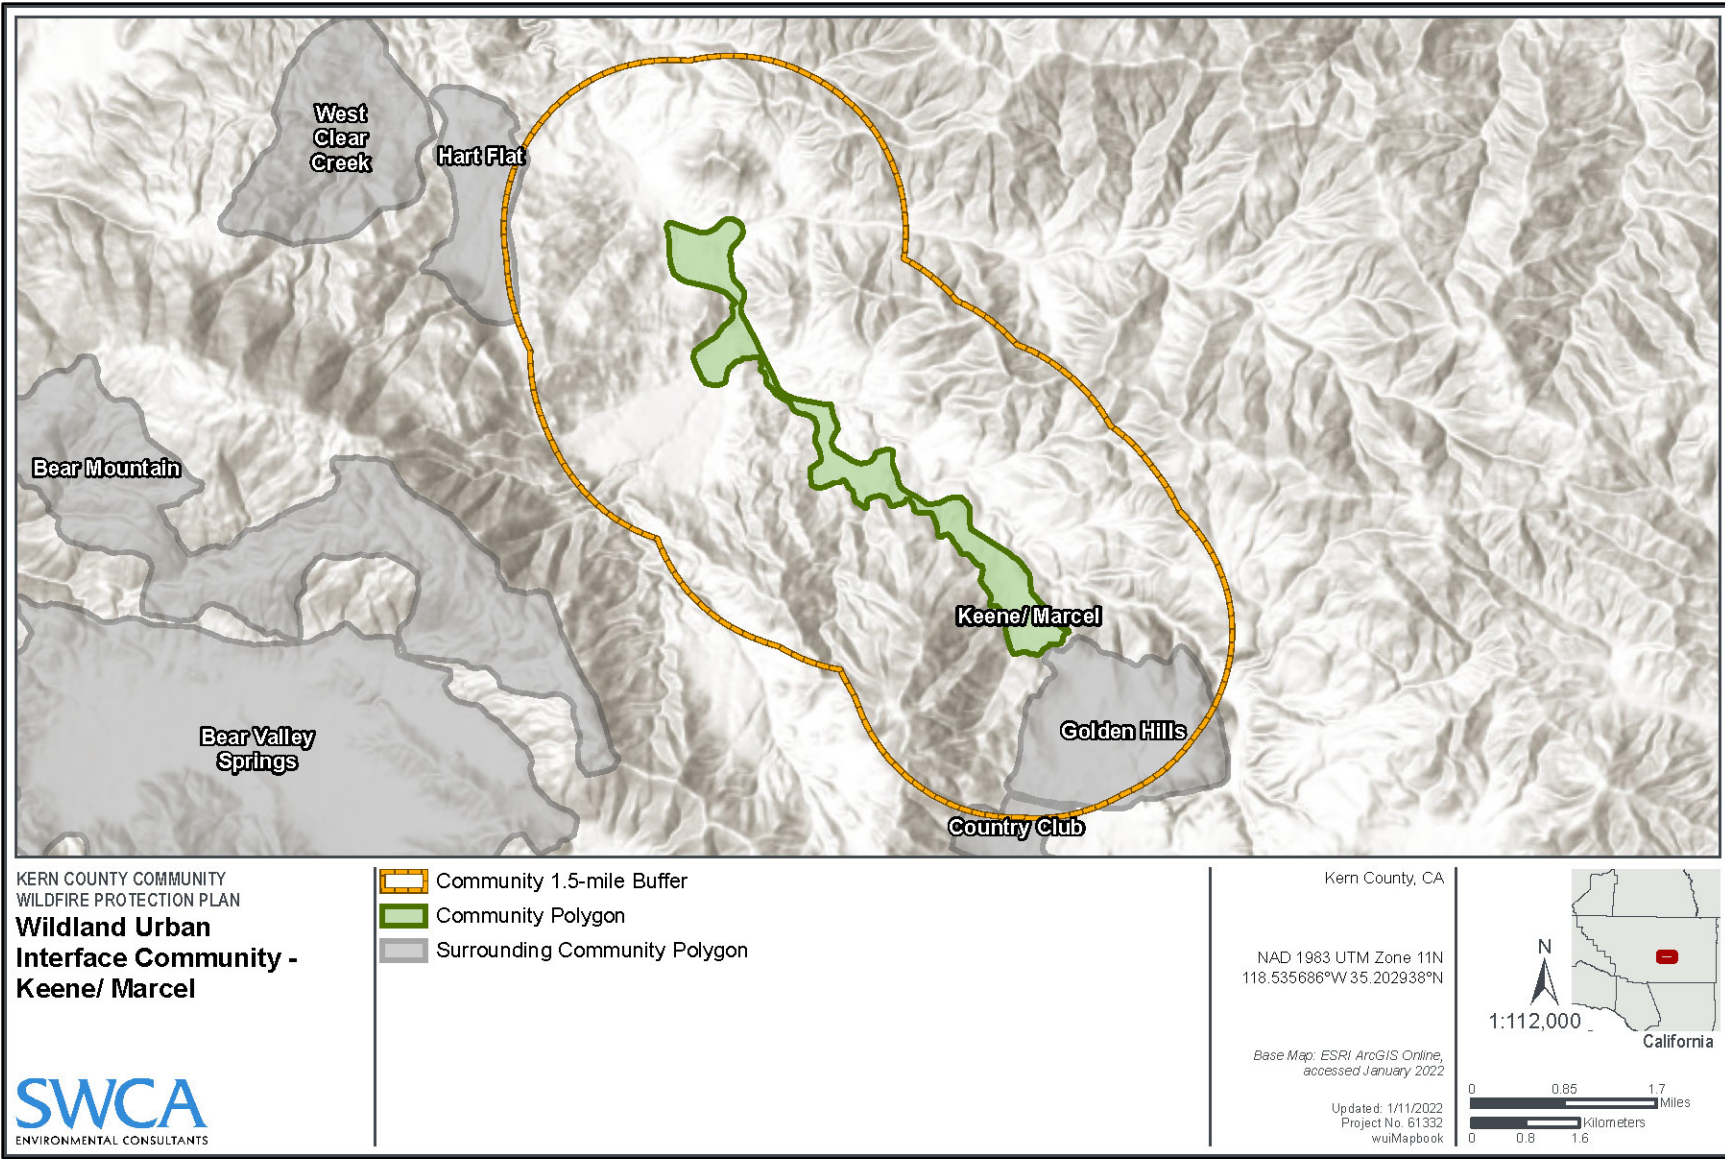 West
Clear
Creek
Hart Flat
Bear Mountain
Keene/ Marcel
Bear Valley
Springs
Golden Hills
Country Club
KERN COUNTY COMMUNITY
WILDFIRE PROTECTION PLAN
Wildland Urban
Interface Community -
Keene/ Marcel
SWCA
ENVIRONMENTAL CONSULTANTS
Community 1.5-mile Buffer
Community Polygon
Surrounding Community Polygon
Kern County, CA
NAD 1983 UTM Zone 11N
118.535686°W 35.202938°N
Base Map: ESRI ArcGIS Online,
accessed January 2022
Updated: 1/11/2022
Project No. 61332
wuiMapbook
N
1:112,000
California
0 0.85 1.7
Miles
Kilometers
0 0.8 1.6